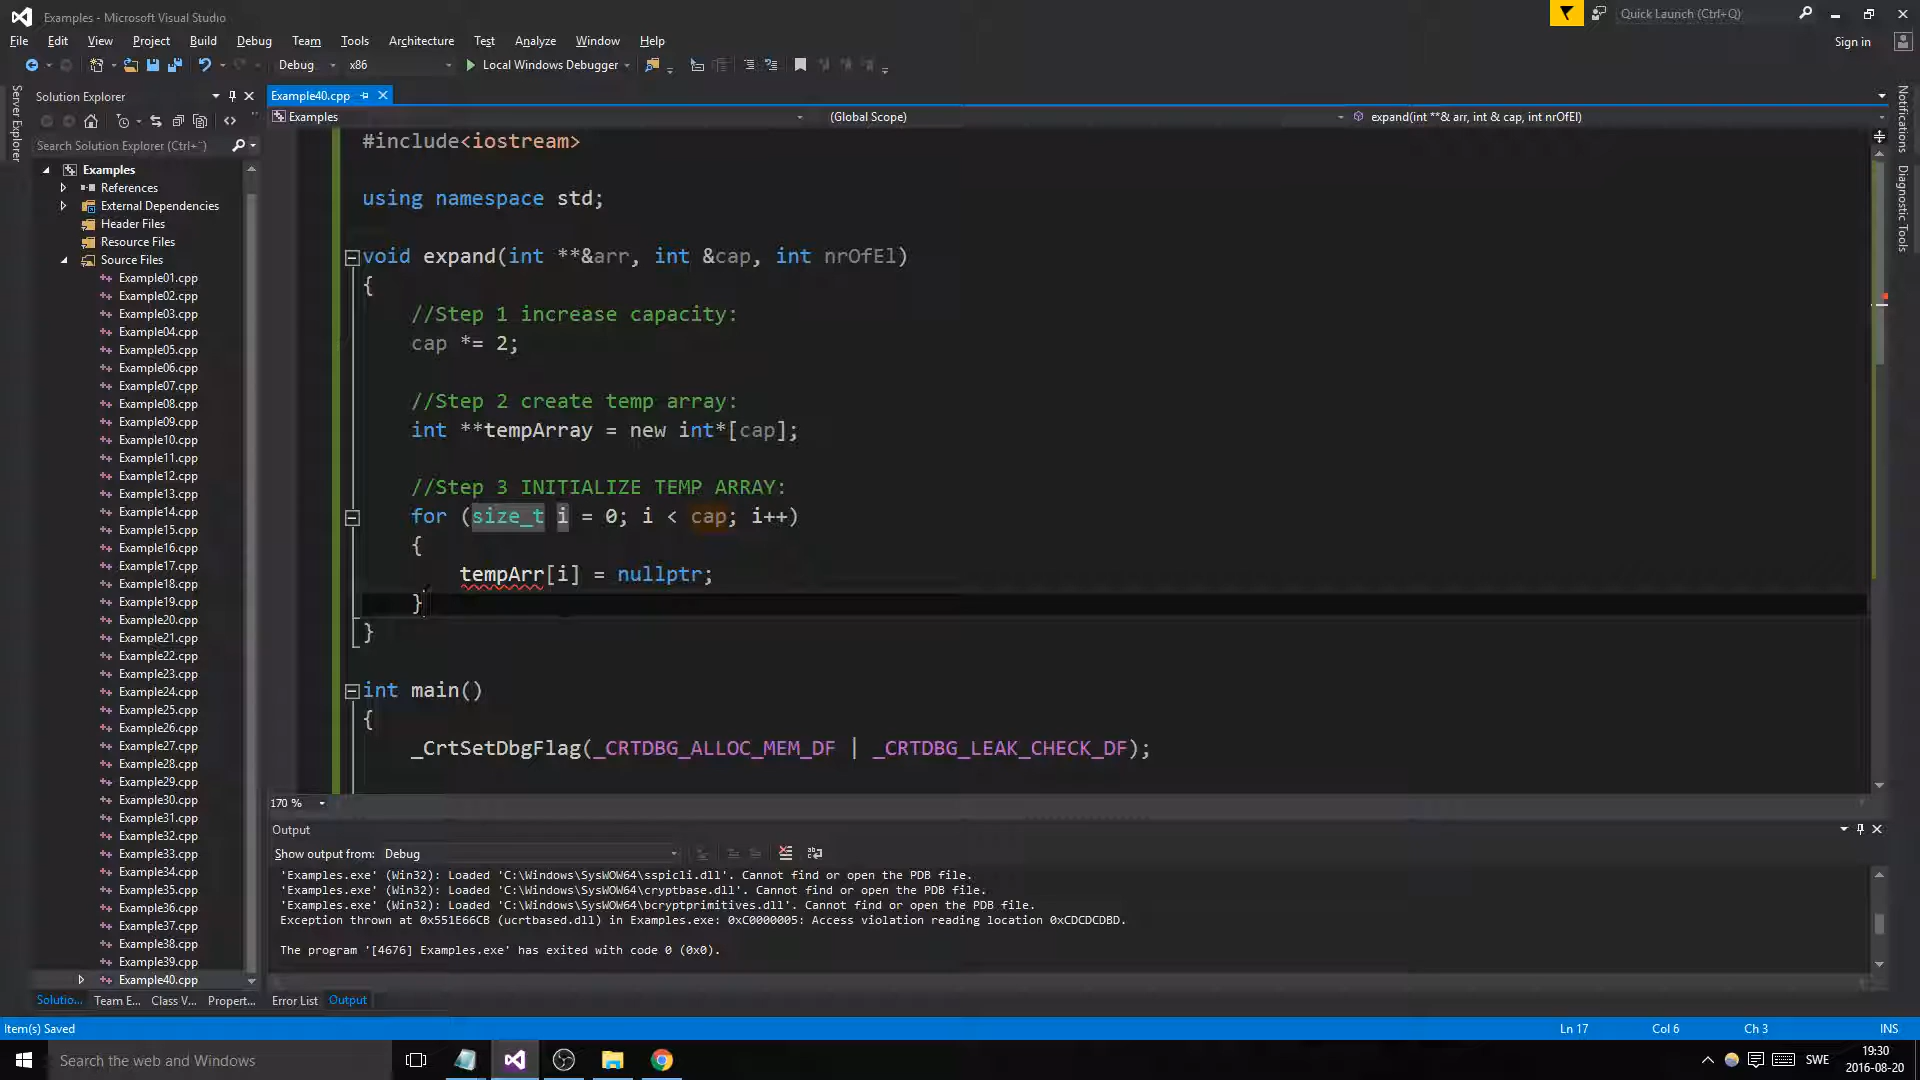 Examples - Microsoft Visual Studio
Quick Launch (Ctrl+Q)
File Edit View Project Build Debug Team Tools Architecture Test Analyze Window Help
Sign in
Debug x86 Local Windows Debugger
Server Explorer
Solution Explorer
Search Solution Explorer (Ctrl+¨)
Examples
References
External Dependencies
Header Files
Resource Files
Source Files
Example01.cpp
Example02.cpp
Example03.cpp
Example04.cpp
Example05.cpp
Example06.cpp
Example07.cpp
Example08.cpp
Example09.cpp
Example10.cpp
Example11.cpp
Example12.cpp
Example13.cpp
Example14.cpp
Example15.cpp
Example16.cpp
Example17.cpp
Example18.cpp
Example19.cpp
Example20.cpp
Example21.cpp
Example22.cpp
Example23.cpp
Example24.cpp
Example25.cpp
Example26.cpp
Example27.cpp
Example28.cpp
Example29.cpp
Example30.cpp
Example31.cpp
Example32.cpp
Example33.cpp
Example34.cpp
Example35.cpp
Example36.cpp
Example37.cpp
Example38.cpp
Example39.cpp
Example40.cpp
Solutio... Team E... Class V... Propert...
Example40.cpp
Examples (Global Scope) expand(int **& arr, int & cap, int nrOfEl)
#include<iostream>
using namespace std;
void expand(int **&arr, int &cap, int nrOfEl)
{
//Step 1 increase capacity:
cap *= 2;
//Step 2 create temp array:
int **tempArray = new int*[cap];
//Step 3 INITIALIZE TEMP ARRAY:
for (size_t i = 0; i < cap; i++)
{
tempArr[i] = nullptr;
}
}
int main()
{
_CrtSetDbgFlag(_CRTDBG_ALLOC_MEM_DF | _CRTDBG_LEAK_CHECK_DF);
170 %
Notifications
Diagnostic Tools
Output
Show output from: Debug
'Examples.exe' (Win32): Loaded 'C:\Windows\SysWOW64\sspicli.dll'. Cannot find or open the PDB file.
'Examples.exe' (Win32): Loaded 'C:\Windows\SysWOW64\cryptbase.dll'. Cannot find or open the PDB file.
'Examples.exe' (Win32): Loaded 'C:\Windows\SysWOW64\bcryptprimitives.dll'. Cannot find or open the PDB file.
Exception thrown at 0x551E66CB (ucrtbased.dll) in Examples.exe: 0xC0000005: Access violation reading location 0xCDCDCDBD.
The program '[4676] Examples.exe' has exited with code 0 (0x0).
Error List Output
Item(s) Saved Ln 17 Col 6 Ch 3 INS
Search the web and Windows
SWE
19:30
2016-08-20